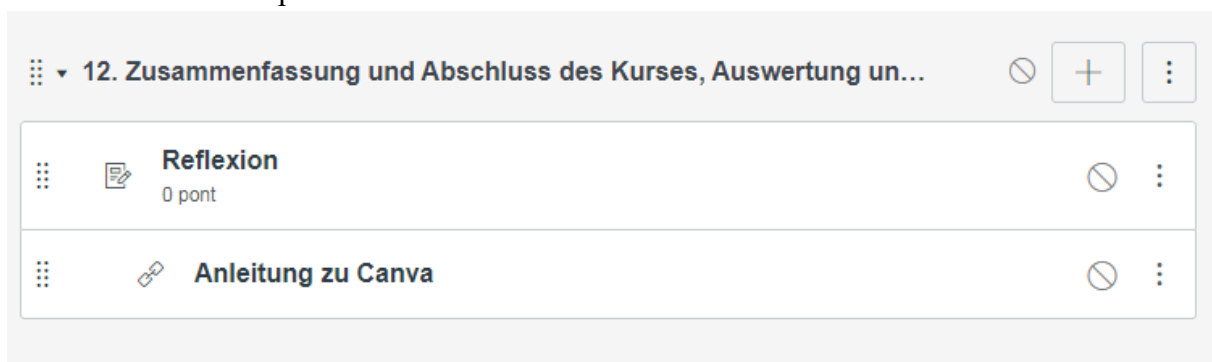 12. Zusammenfassung und Abschluss des Kurses, Auswertung un...
Reflexion
0 pont
Anleitung zu Canva